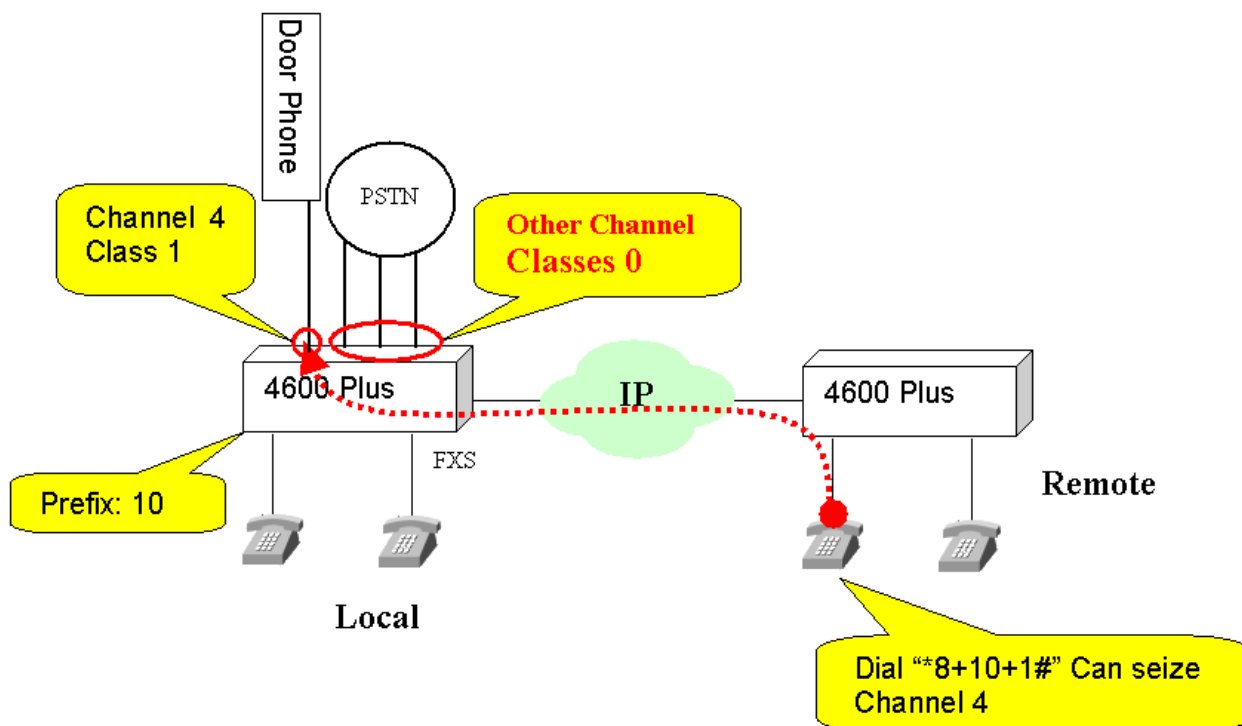 Door Phone
PSTN
Channel 4
Class 1
Other Channel
Classes 0
4600 Plus
IP
4600 Plus
FXS
Prefix: 10
Remote
Local
Dial “*8+10+1#” Can seize
Channel 4